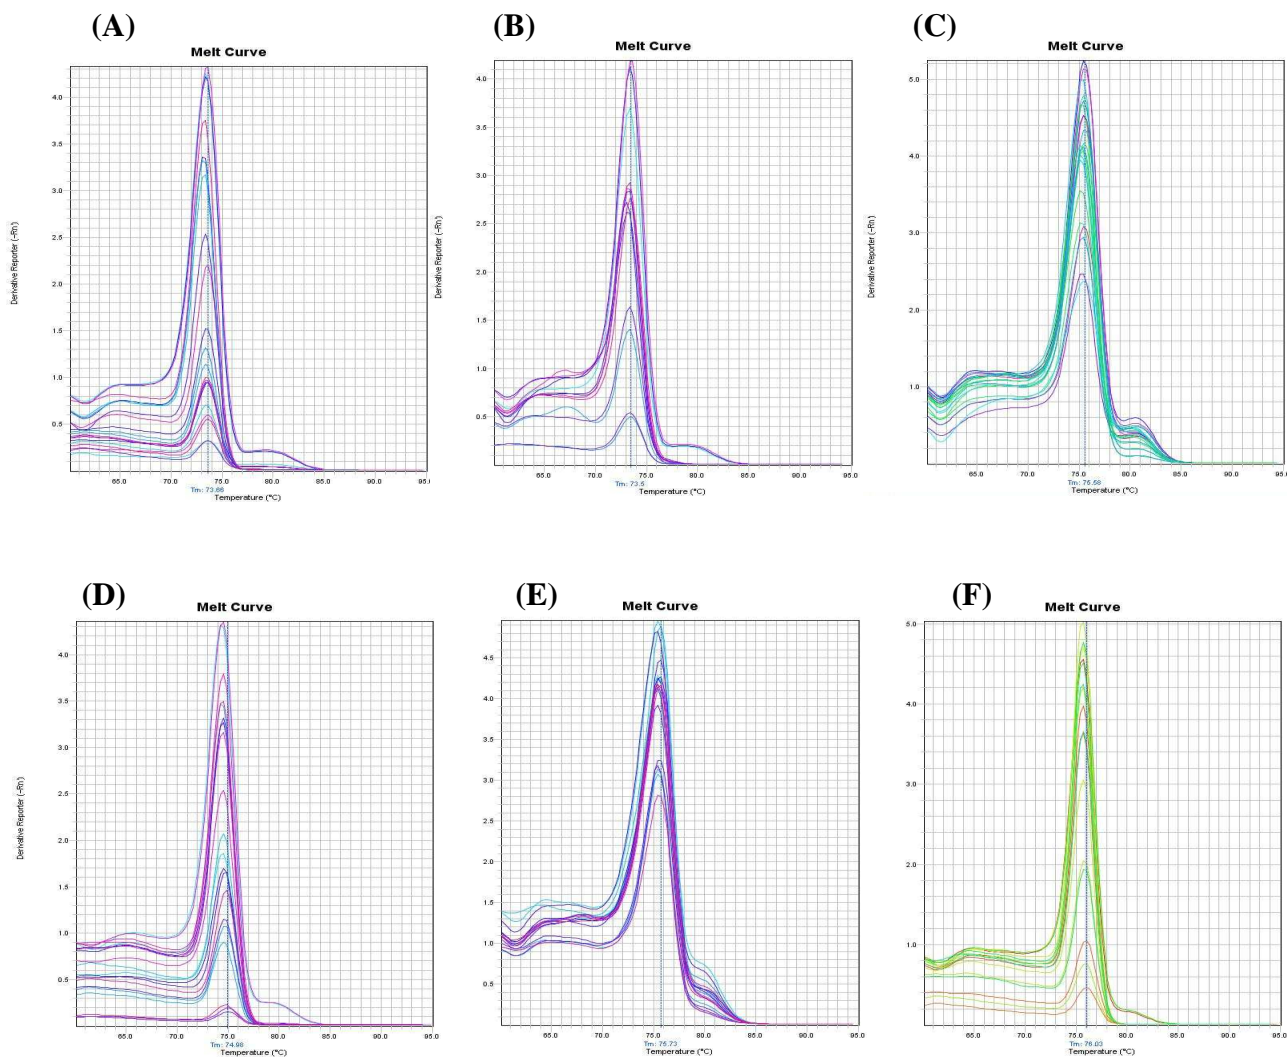 (A)
Melt Curve
4.0
3.5
3.0
2.5
2.0
1.5
1.0
0.5
Derivative Reporter (-Rn')
65.0 70.0 75.0 80.0 85.0 90.0 95.0
Tm: 73.66
Temperature (°C)
(B)
Melt Curve
4.0
3.5
3.0
2.5
2.0
1.5
1.0
0.5
Derivative Reporter (-Rn')
65.0 70.0 75.0 80.0 85.0 90.0 95.0
Tm: 73.5
Temperature (°C)
(C)
Melt Curve
5.0
4.0
3.0
2.0
1.0
Derivative Reporter (-Rn')
65.0 70.0 75.0 80.0 85.0 90.0 95.0
Tm: 75.58
Temperature (°C)
(D)
Melt Curve
4.0
3.5
3.0
2.5
2.0
1.5
1.0
0.5
Derivative Reporter (-Rn')
65.0 70.0 75.0 80.0 85.0 90.0 95.0
Tm: 74.98
Temperature (°C)
(E)
Melt Curve
4.5
4.0
3.5
3.0
2.5
2.0
1.5
1.0
0.5
65.0 70.0 75.0 80.0 85.0 90.0 95.0
Tm: 75.73
Temperature (°C)
(F)
Melt Curve
5.0
4.0
3.0
2.0
1.0
65.0 70.0 75.0 80.0 85.0 90.0 95.0
Tm: 76.03
Temperature (°C)